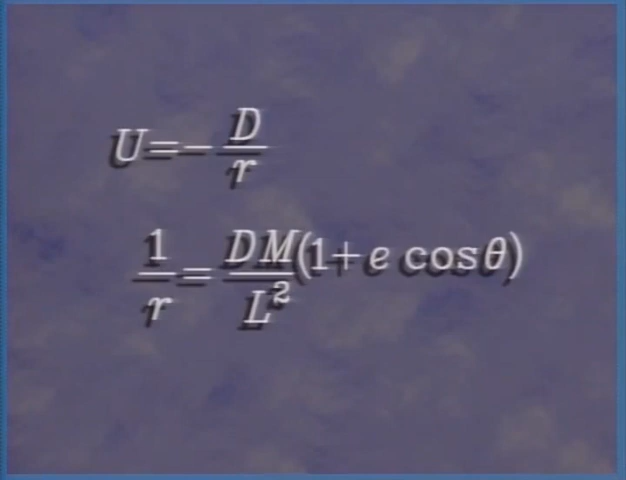 U=-D/r
1/r=DM/L²(1+e cosθ)